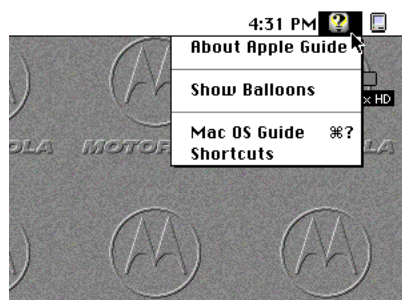 4:31 PM
About Apple Guide
Show Balloons
x HD
Mac OS Guide ⌘?
OLA MOTOR LA
Shortcuts